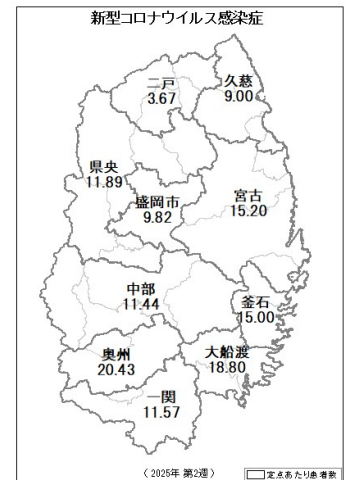 新型コロナウイルス感染症
二戸
3.67
久慈
9.00
県央
11.89
盛岡市
9.82
宮古
15.20
中部
11.44
釜石
15.00
奥州
20.43
大船渡
18.80
一関
11.57
（2025年 第2週）
定点あたり患者数